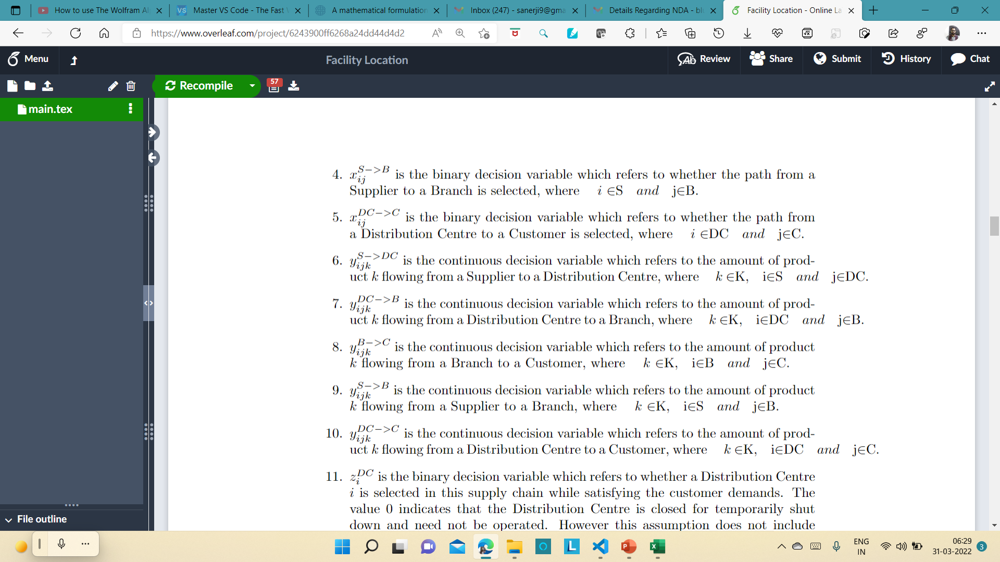 How to use The Wolfram Al
Master VS Code - The Fast
A mathematical formulation
Inbox (247) - sanerji9@gma
Details Regarding NDA - bl
Facility Location - Online La
https://www.overleaf.com/project/6243900ff6268a24dd44d4d2
Menu
Facility Location
Review
Share
Submit
History
Chat
Recompile
57
main.tex
4. x_{ij}^{S->B} is the binary decision variable which refers to whether the path from a
Supplier to a Branch is selected, where i ∈S and j∈B.
5. x_{ij}^{DC->C} is the binary decision variable which refers to whether the path from
a Distribution Centre to a Customer is selected, where i ∈DC and j∈C.
6. y_{ijk}^{S->DC} is the continuous decision variable which refers to the amount of prod-
uct k flowing from a Supplier to a Distribution Centre, where k ∈K, i∈S and j∈DC.
7. y_{ijk}^{DC->B} is the continuous decision variable which refers to the amount of prod-
uct k flowing from a Distribution Centre to a Branch, where k ∈K, i∈DC and j∈B.
8. y_{ijk}^{B->C} is the continuous decision variable which refers to the amount of product
k flowing from a Branch to a Customer, where k ∈K, i∈B and j∈C.
9. y_{ijk}^{S->B} is the continuous decision variable which refers to the amount of product
k flowing from a Supplier to a Branch, where k ∈K, i∈S and j∈B.
10. y_{ijk}^{DC->C} is the continuous decision variable which refers to the amount of prod-
uct k flowing from a Distribution Centre to a Customer, where k ∈K, i∈DC and j∈C.
11. z_i^{DC} is the binary decision variable which refers to whether a Distribution Centre
i is selected in this supply chain while satisfying the customer demands. The
value 0 indicates that the Distribution Centre is closed for temporarily shut
down and need not be operated. However this assumption does not include
File outline
ENG
IN
06:29
31-03-2022
3